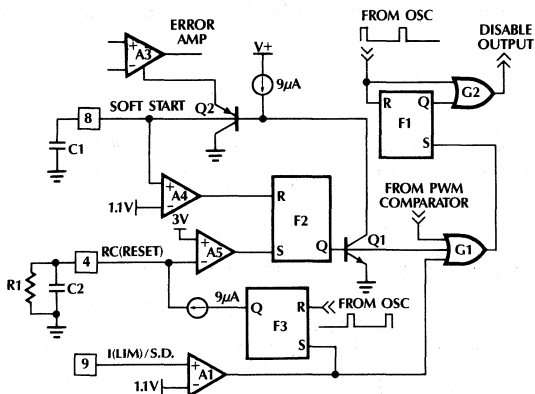 FROM OSC
DISABLE
OUTPUT
ERROR
AMP
+
-
A3
V+
9µA
G2
SOFT START
Q2
R
Q
F1
S
8
C1
+
-
A4
1.1V
R
F2
FROM PWM
COMPARATOR
3V
+
-
A5
S
Q
Q1
G1
4
RC(RESET)
R1
C2
9µA
Q
R
F3
S
FROM OSC
9
I(LIM)/S.D.
+
-
A1
1.1V